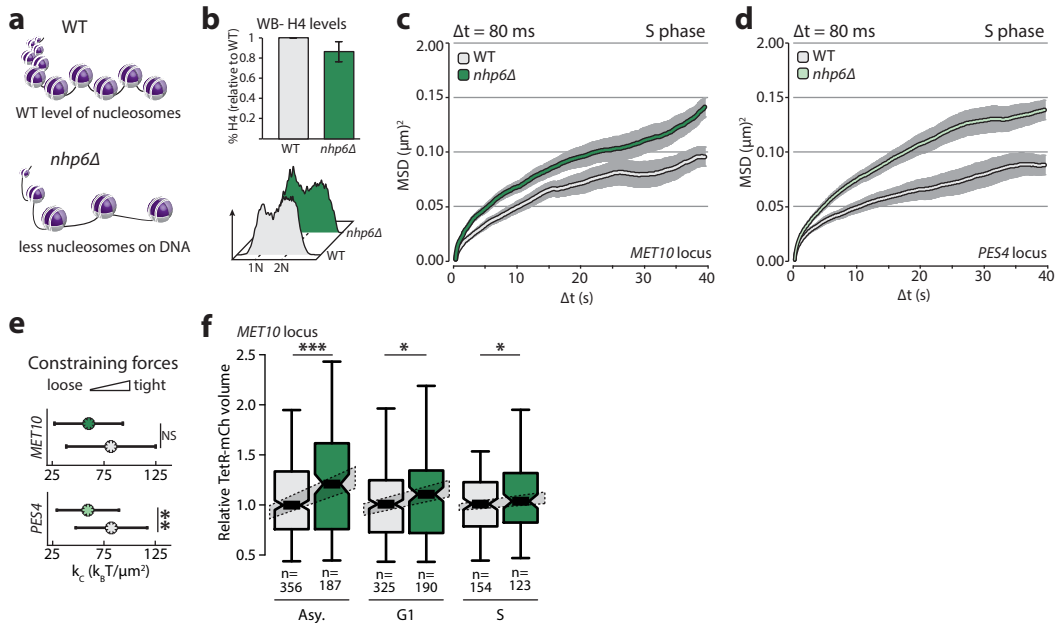 a
WT
WT level of nucleosomes
nhp6Δ
less nucleosomes on DNA
b
WB- H4 levels
% H4 (relative to WT)
1
0.8
0.6
0.4
0.2
WT
nhp6Δ
nhp6Δ
WT
1N
2N
c
Δt = 80 ms
S phase
2.00
WT
nhp6Δ
0.15
0.10
0.05
0.00
MSD (μm)²
MET10 locus
0
10
20
30
40
Δt (s)
d
Δt = 80 ms
S phase
2.00
WT
nhp6Δ
0.15
0.10
0.05
0.00
MSD (μm)²
PES4 locus
0
10
20
30
40
Δt (s)
e
Constraining forces
loose
tight
MET10
NS
25
75
125
PES4
**
25
75
125
kC (kBT/μm²)
f
MET10 locus
Relative TetR-mCh volume
2.5
2.0
1.5
1.0
0.5
***
*
*
n= n= n= n= n= n=
356 187 325 190 154 123
Asy.
G1
S